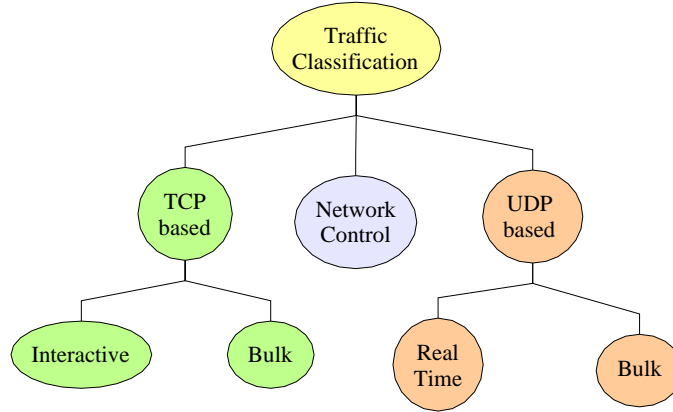 Traffic
Classification
TCP
based
Network
Control
UDP
based
Interactive
Bulk
Real
Time
Bulk